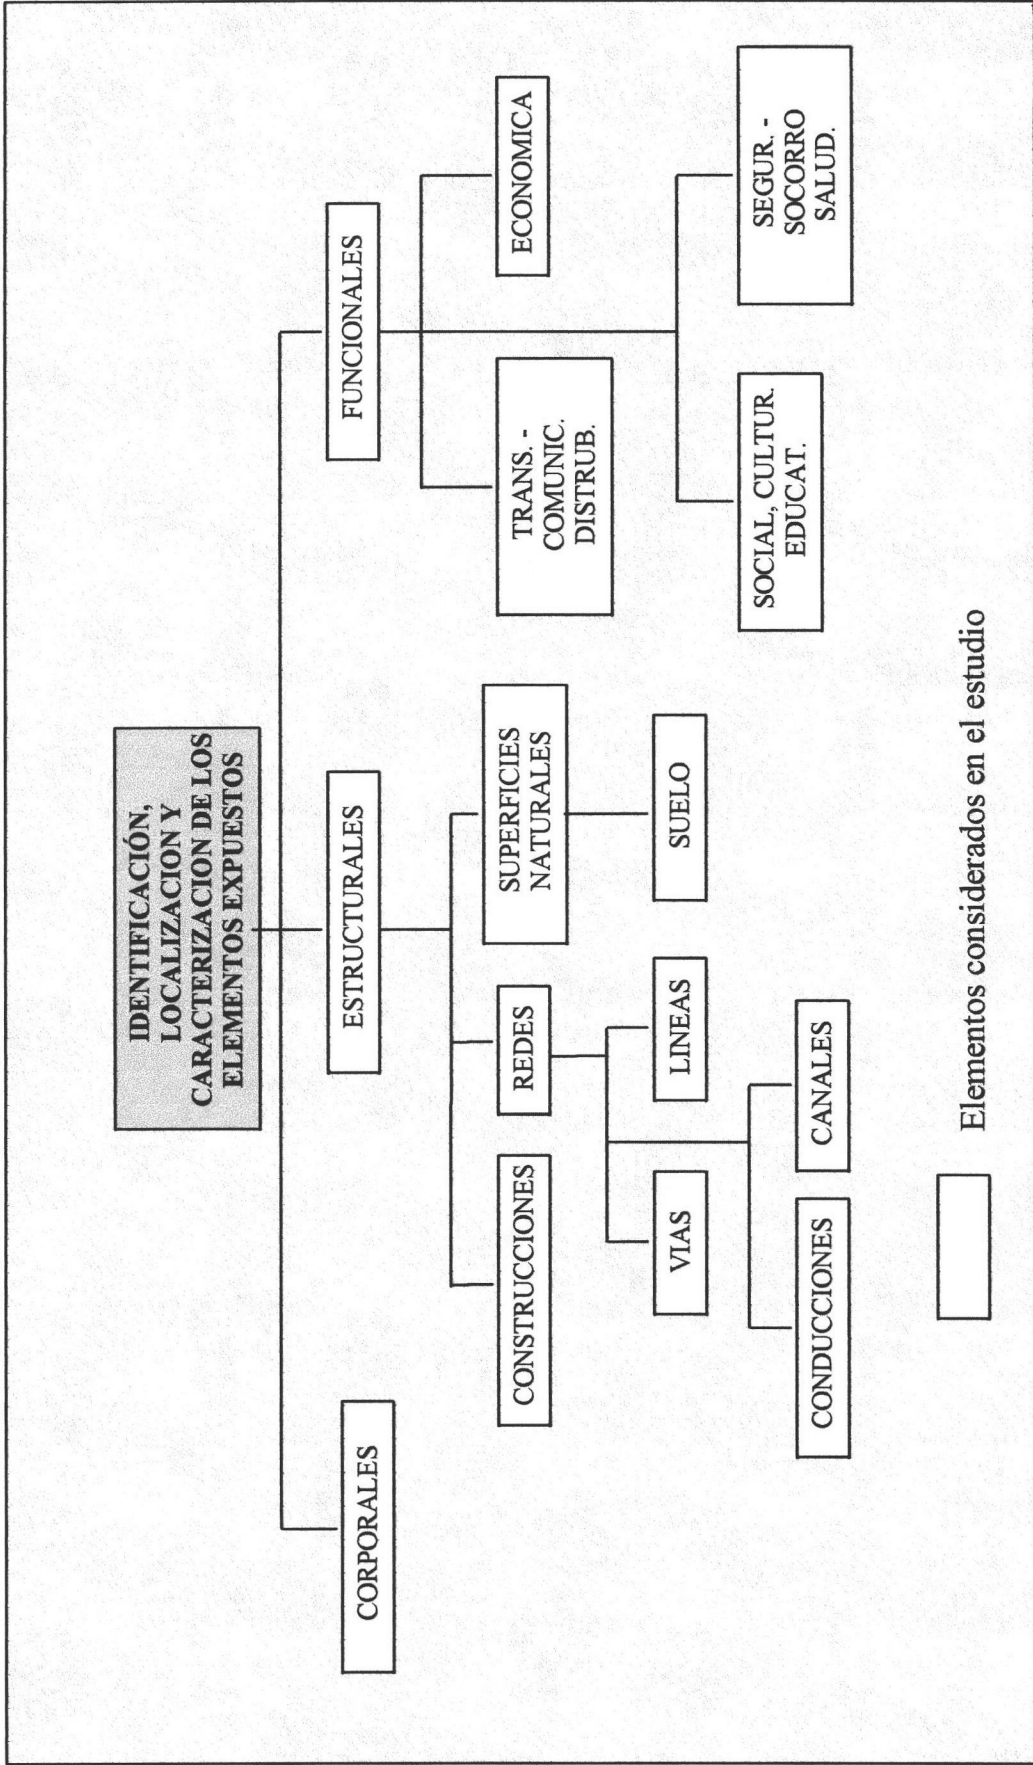 IDENTIFICACIÓN,
LOCALIZACION Y
CARACTERIZACION DE LOS
ELEMENTOS EXPUESTOS
CORPORALES
ESTRUCTURALES
FUNCIONALES
CONSTRUCCIONES
REDES
SUPERFICIES
NATURALES
TRANS. -
COMUNIC.
DISTRUB.
ECONOMICA
VIAS
LINEAS
SUELO
SOCIAL, CULTUR.
EDUCAT.
SEGUR. -
SOCORRO
SALUD.
CONDUCCIONES
CANALES
Elementos considerados en el estudio